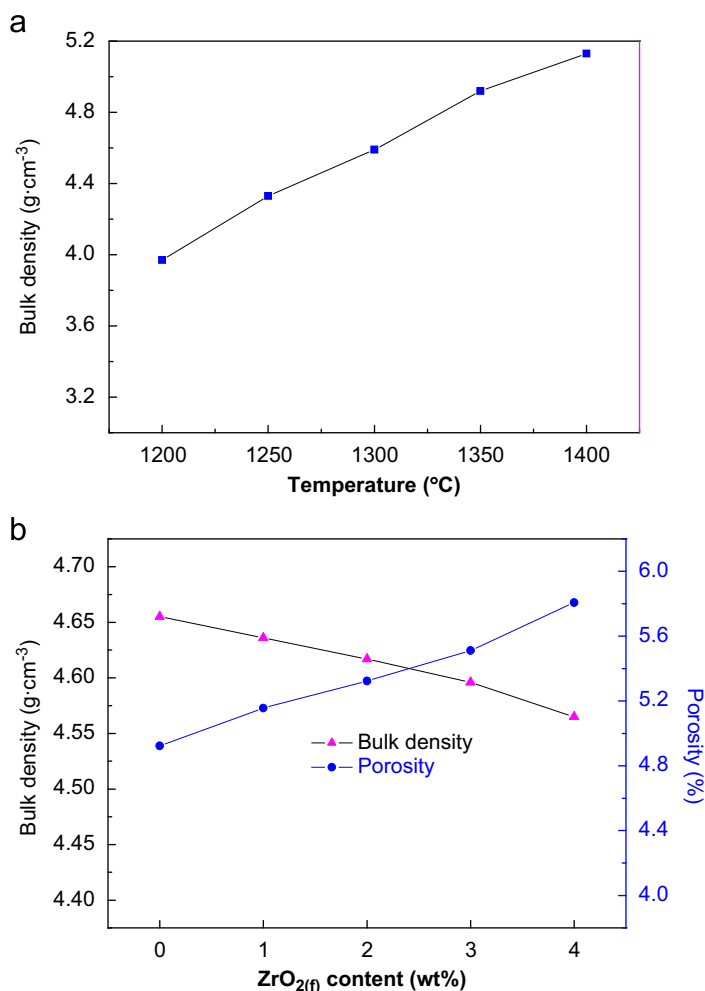 a
5.2
4.8
4.4
4.0
3.6
3.2
Bulk density (g·cm⁻³)
1200 1250 1300 1350 1400
Temperature (°C)
b
4.70
4.65
4.60
4.55
4.50
4.45
4.40
Bulk density (g·cm⁻³)
Bulk density
Porosity
6.0
5.6
5.2
4.8
4.4
4.0
Porosity (%)
0 1 2 3 4
ZrO₂₍f₎ content (wt%)